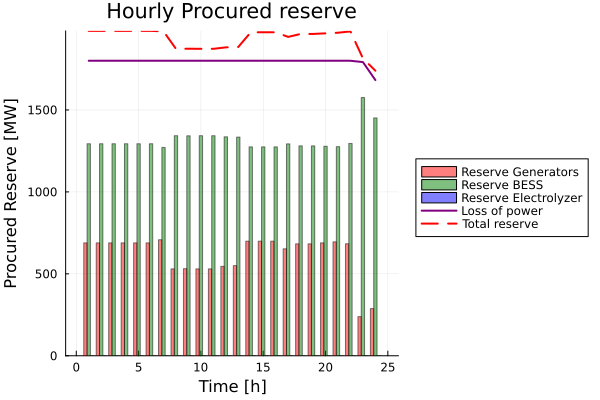 Hourly Procured reserve
Procured Reserve [MW]
1500
1000
500
0
0 5 10 15 20 25
Time [h]
Reserve Generators
Reserve BESS
Reserve Electrolyzer
Loss of power
Total reserve